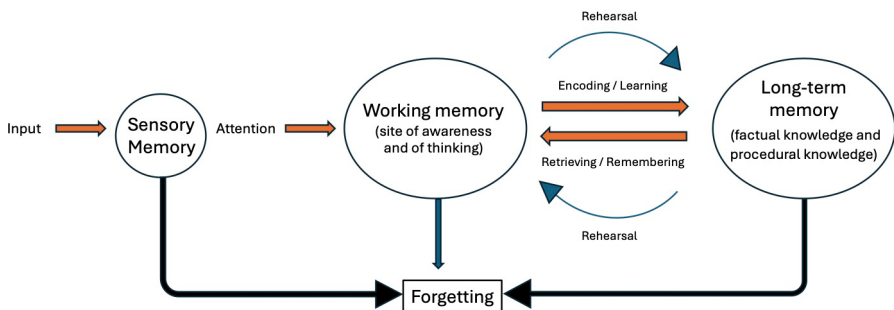 Rehearsal
Encoding / Learning
Long-term
memory
(factual knowledge and
procedural knowledge)
Working memory
(site of awareness
and of thinking)
Input
Sensory
Memory
Attention
Retrieving / Remembering
Rehearsal
Forgetting